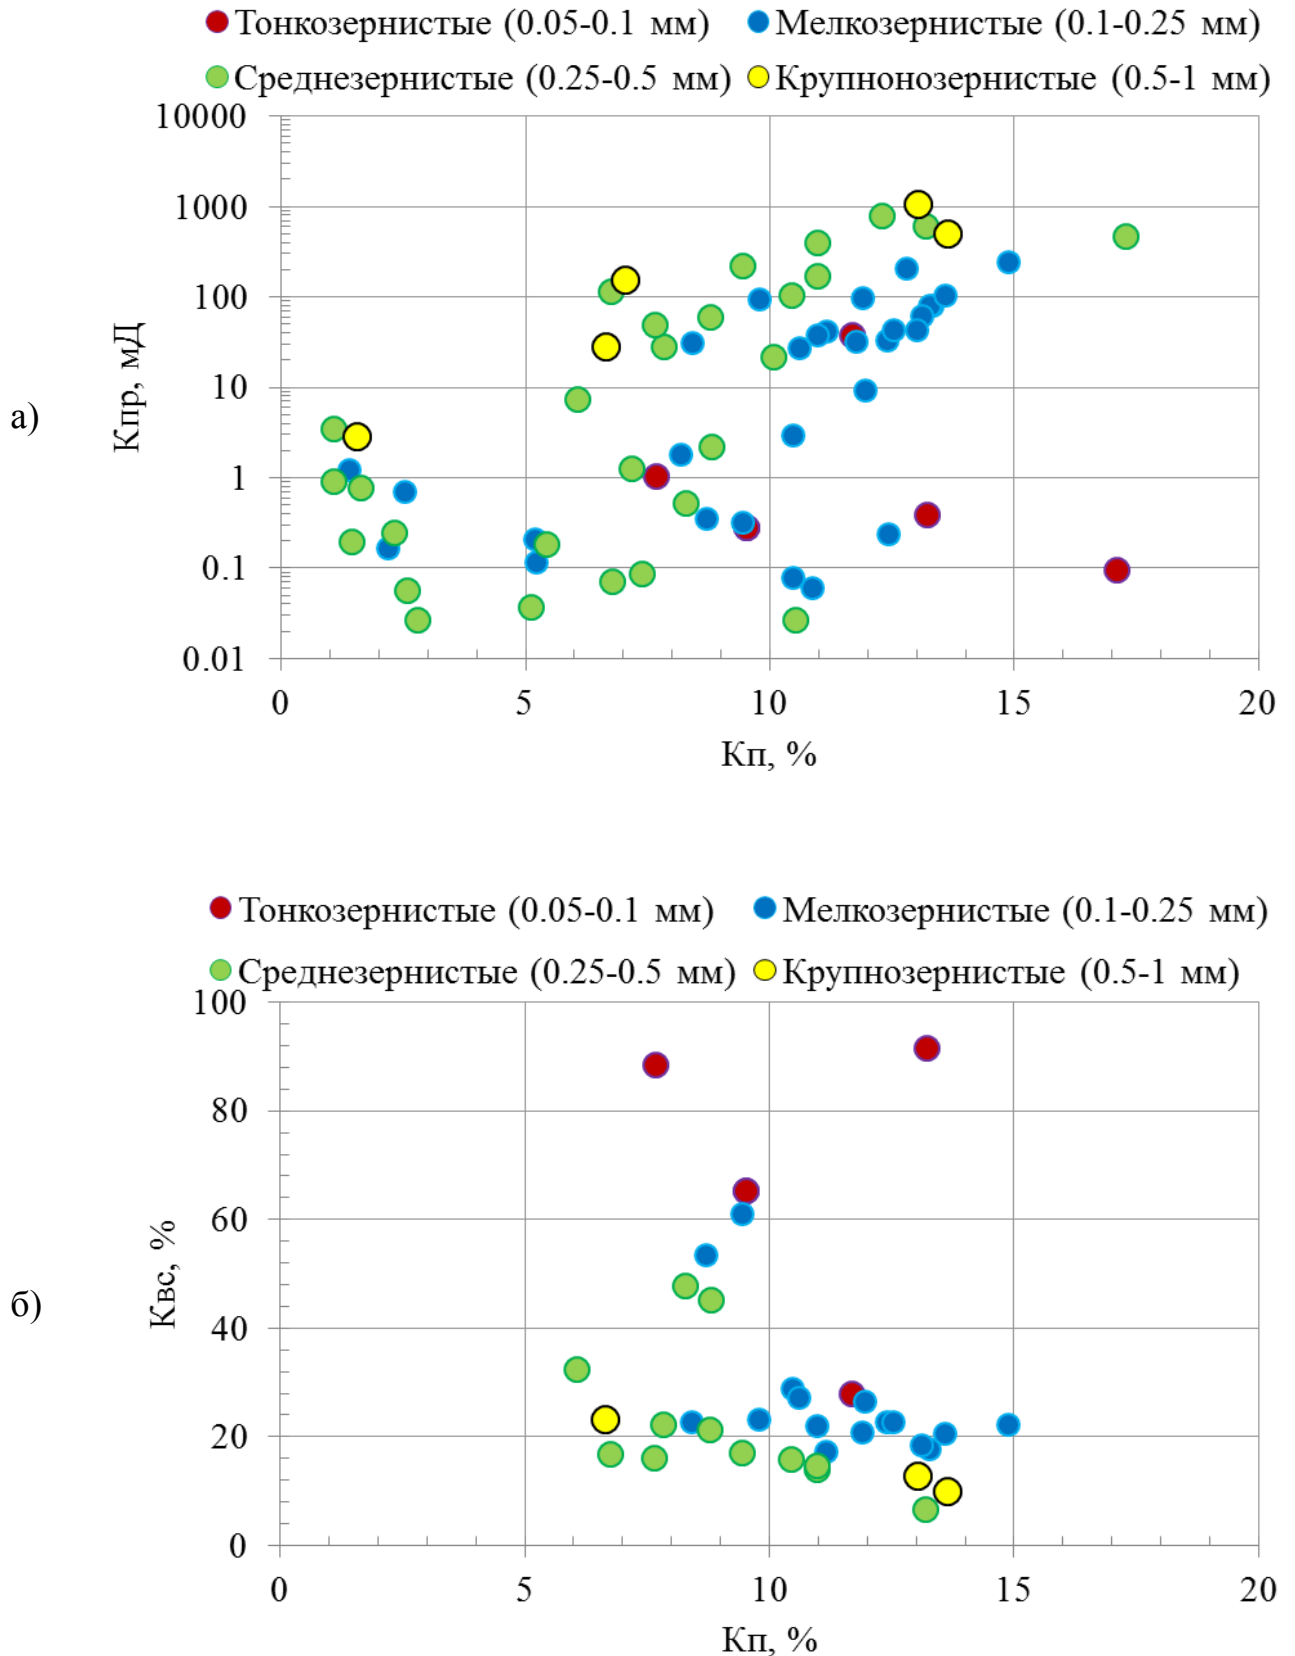 Тонкозернистые (0.05-0.1 мм) Мелкозернистые (0.1-0.25 мм)
Среднезернистые (0.25-0.5 мм) Крупнонозернистые (0.5-1 мм)
10000
1000
100
10
1
0.1
0.01
Кпр, мД
а)
0 5 10 15 20
Кп, %
Тонкозернистые (0.05-0.1 мм) Мелкозернистые (0.1-0.25 мм)
Среднезернистые (0.25-0.5 мм) Крупнозернистые (0.5-1 мм)
100
80
60
40
20
0
Квс, %
б)
0 5 10 15 20
Кп, %